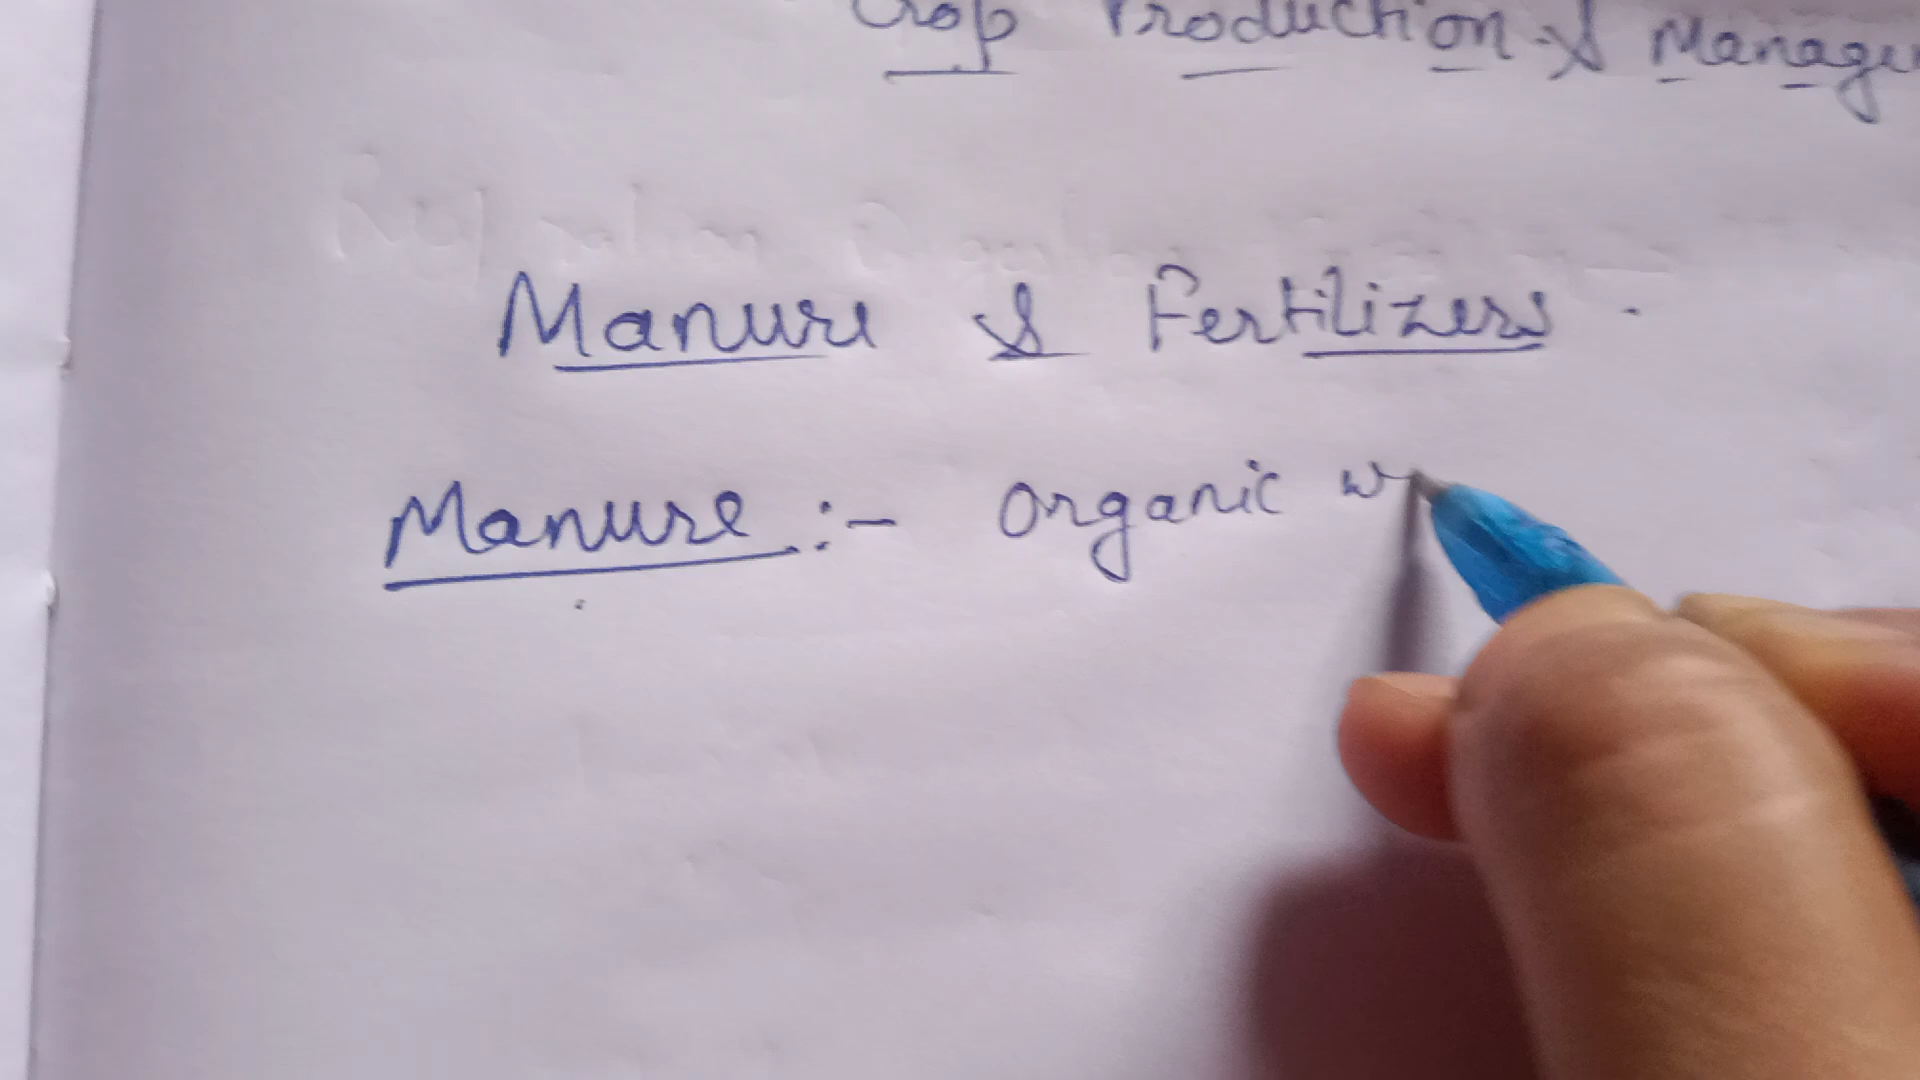 Crop Production & Manage
Manure & Fertilizers .
Manure :- Organic w